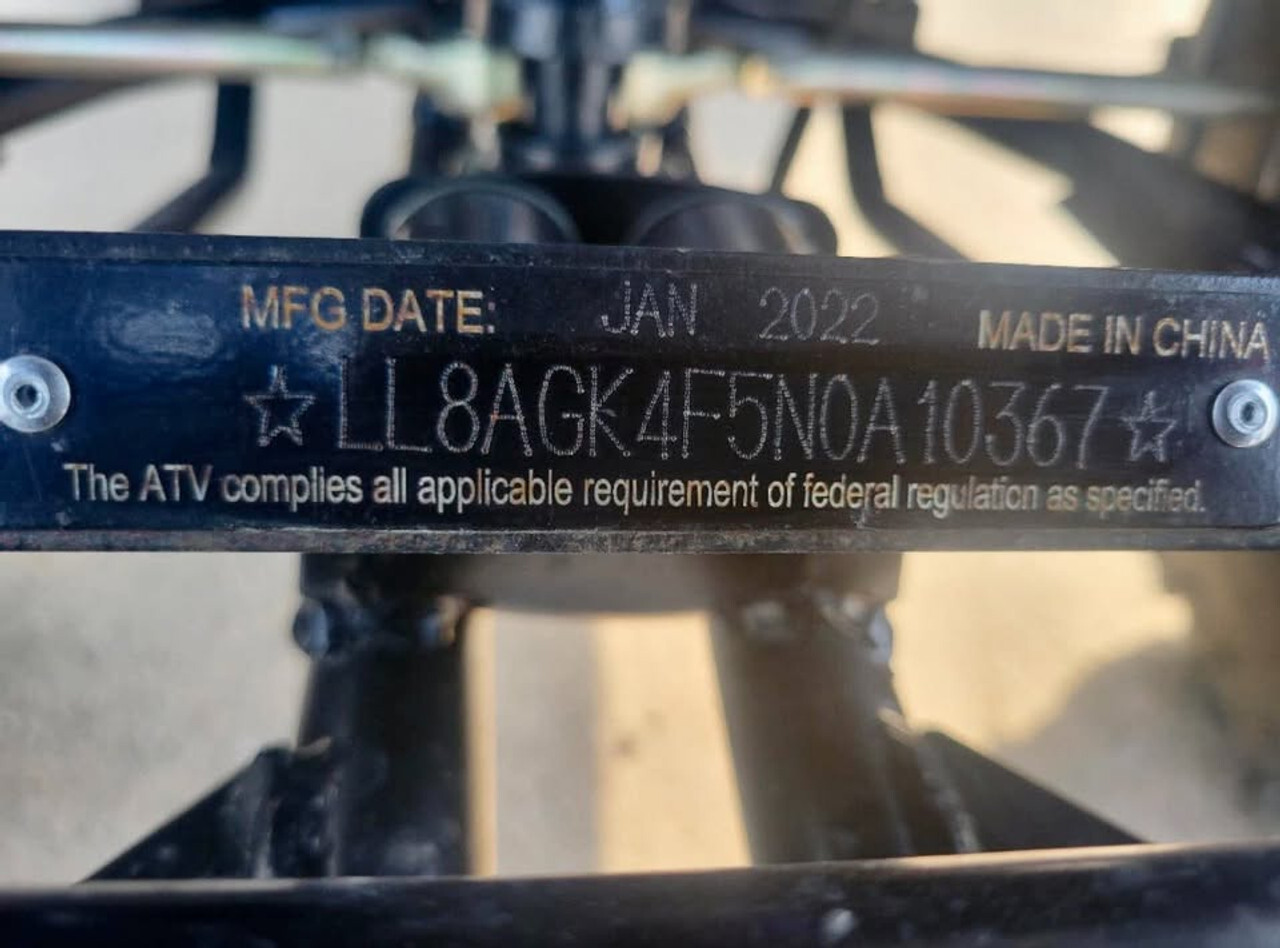 MFG DATE: JAN 2022 MADE IN CHINA
☆LL8AGK4F5N0A10367☆
The ATV complies all applicable requirement of federal regulation as specified.